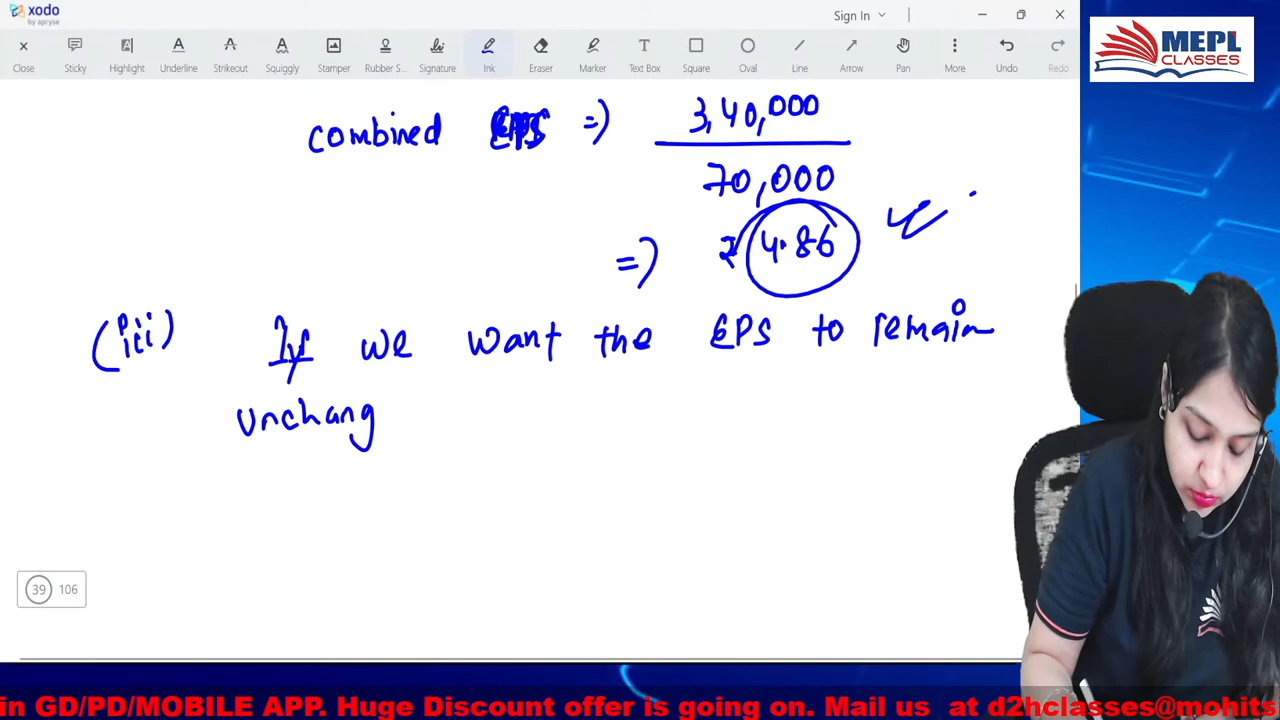 xodo
by apryse
Sign In
Close Sticky Highlight Underline Strikeout Squiggly Stamper Rubber Signature Ink Eraser Marker Text Box Square Oval Line Arrow Pan More Undo Redo
MEPL
CLASSES
combined EPS => 3,40,000
70,000
=> ₹ 4.86
(iii) If we want the EPS to remain
unchang
39 106
in GD/PD/MOBILE APP. Huge Discount offer is going on. Mail us at d2hclasses@mohits